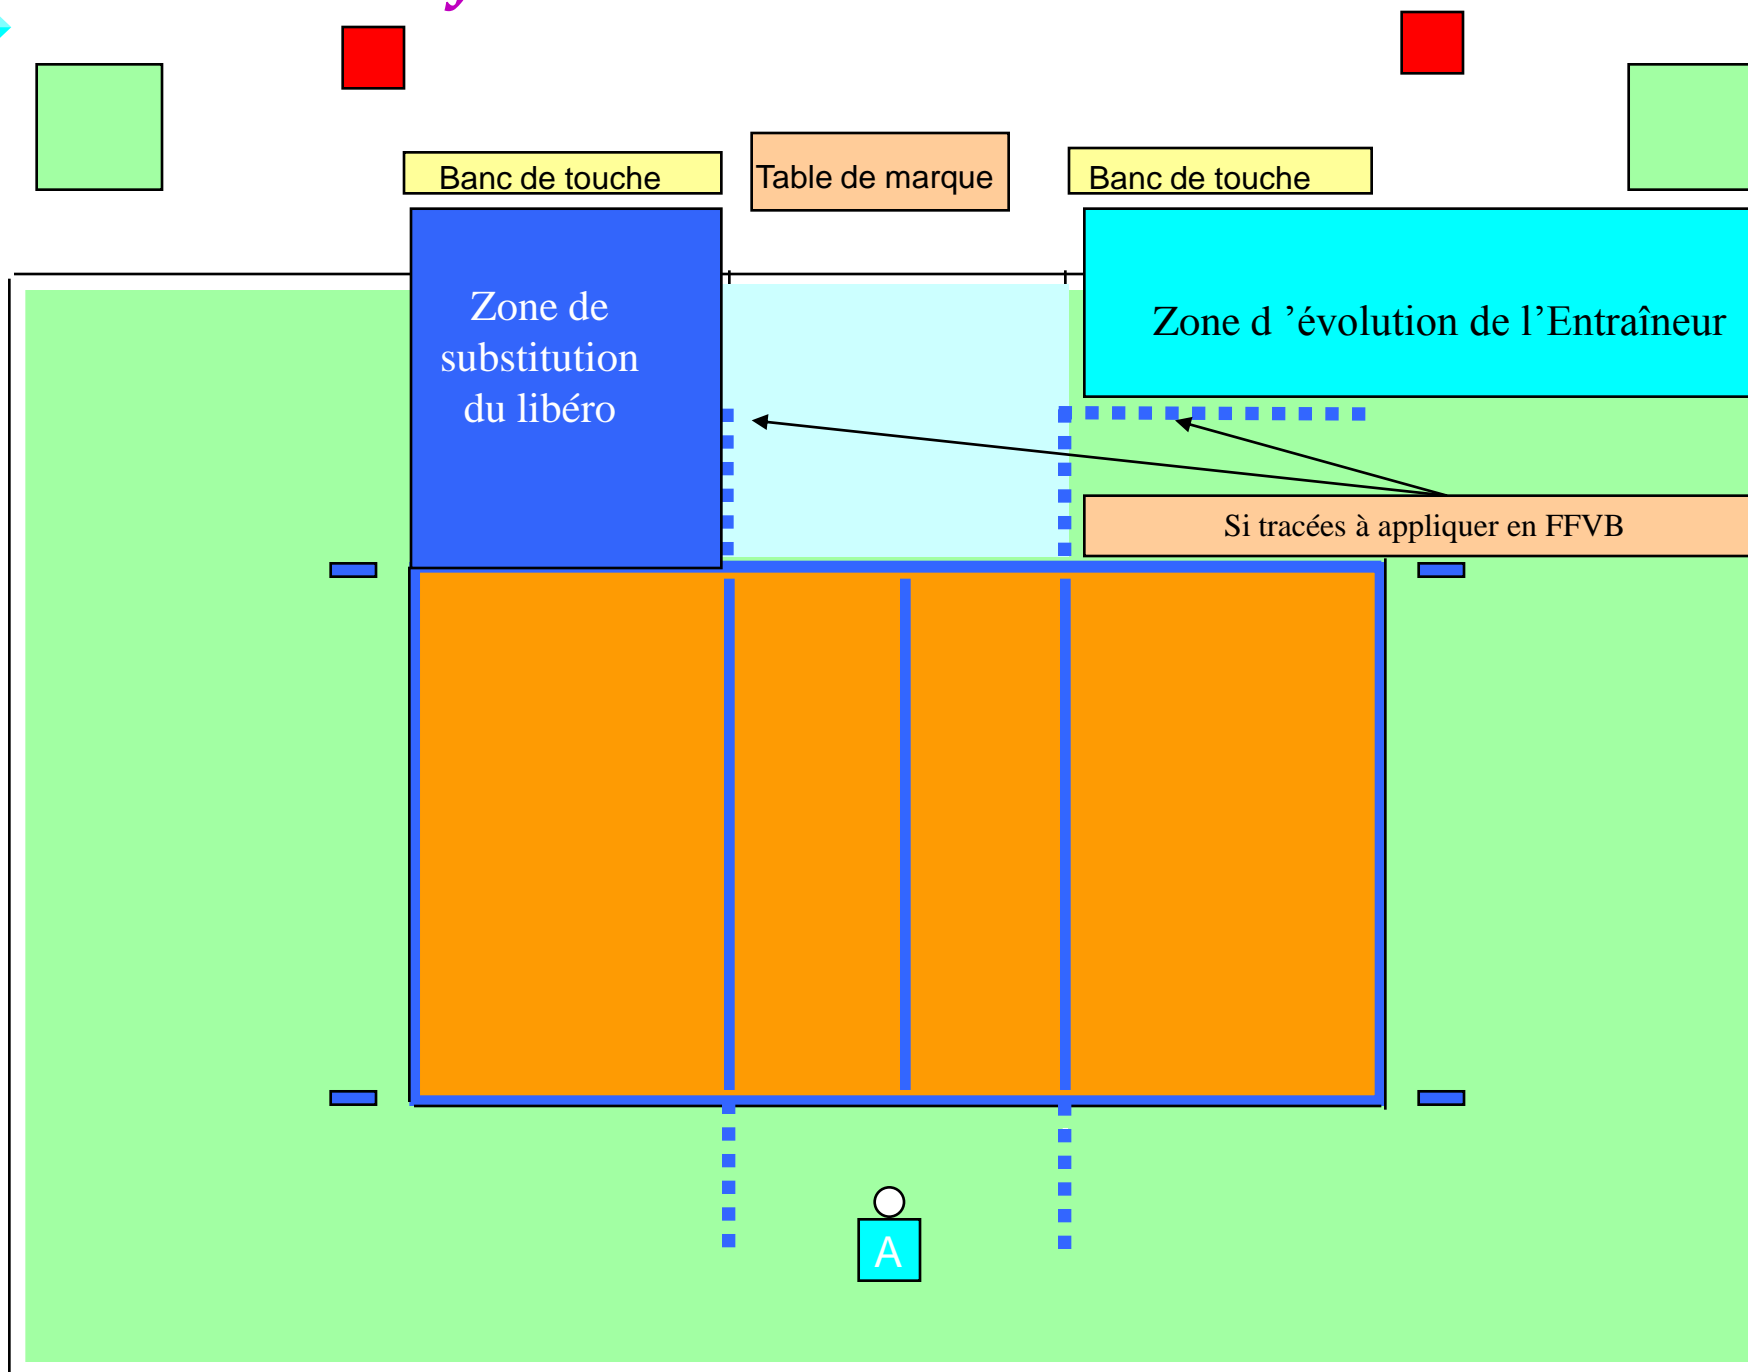 Banc de touche
Table de marque
Banc de touche
Zone de
substitution
du libéro
Zone d ’évolution de l’Entraîneur
Si tracées à appliquer en FFVB
A